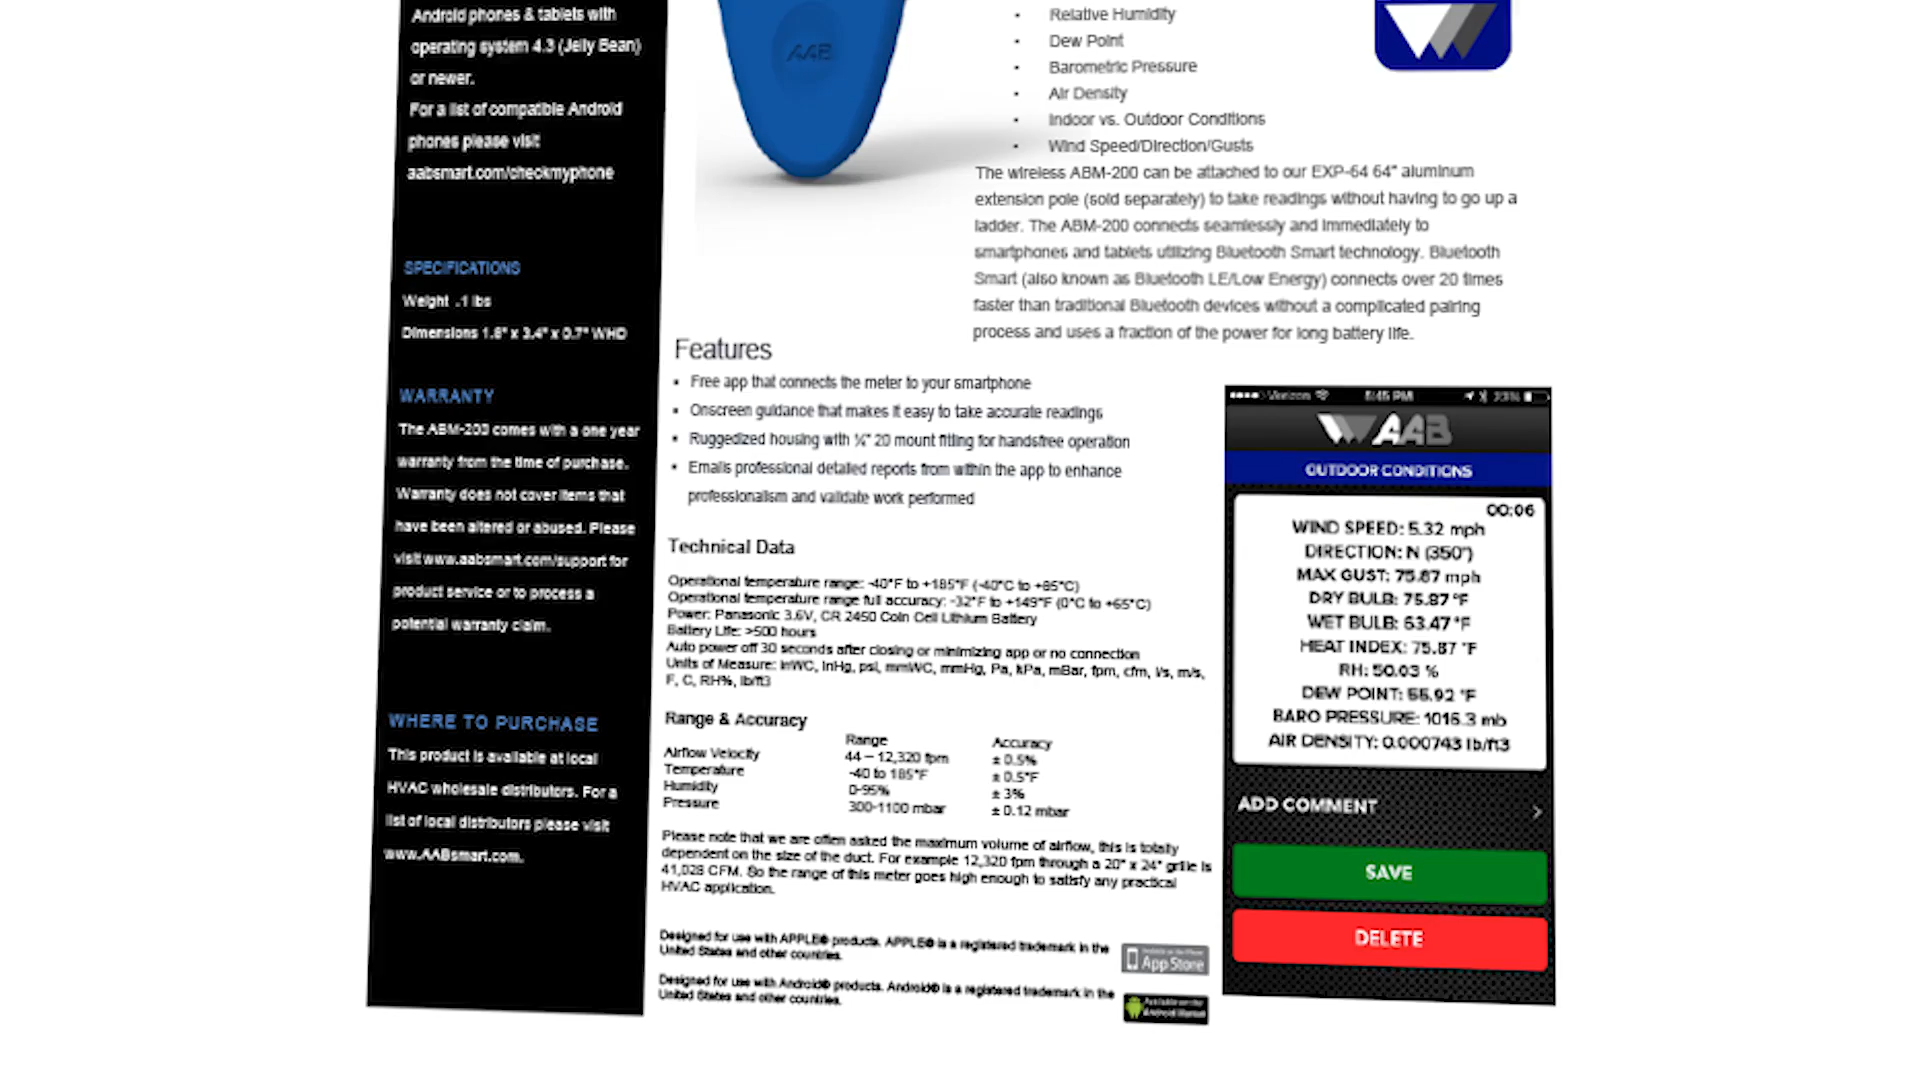 Android phones & tablets with
operating system 4.3 (Jelly Bean)
or newer.
For a list of compatible Android
phones please visit
aabsmart.com/checkmyphone
SPECIFICATIONS
Weight .1 lbs
Dimensions 1.6" x 3.4" x 0.7" WHD
WARRANTY
The ABM-200 comes with a one year
warranty from the time of purchase.
Warranty does not cover items that
have been altered or abused. Please
visit www.aabsmart.com/support for
product service or to process a
potential warranty claim.
WHERE TO PURCHASE
This product is available at local
HVAC wholesale distributors. For a
list of local distributors please visit
www.AABsmart.com.
AAB
• Relative Humidity
• Dew Point
• Barometric Pressure
• Air Density
• Indoor vs. Outdoor Conditions
• Wind Speed/Direction/Gusts
The wireless ABM-200 can be attached to our EXP-64 64" aluminum
extension pole (sold separately) to take readings without having to go up a
ladder. The ABM-200 connects seamlessly and immediately to
smartphones and tablets utilizing Bluetooth Smart technology. Bluetooth
Smart (also known as Bluetooth LE/Low Energy) connects over 20 times
faster than traditional Bluetooth devices without a complicated pairing
process and uses a fraction of the power for long battery life.
Features
• Free app that connects the meter to your smartphone
• Onscreen guidance that makes it easy to take accurate readings
• Ruggedized housing with ¼" 20 mount fitting for handsfree operation
• Emails professional detailed reports from within the app to enhance
professionalism and validate work performed
Technical Data
Operational temperature range: -40°F to +185°F (-40°C to +85°C)
Operational temperature range full accuracy: -32°F to +149°F (0°C to +65°C)
Power: Panasonic 3.6V, CR 2450 Coin Cell Lithium Battery
Battery Life: >500 hours
Auto power off 30 seconds after closing or minimizing app or no connection
Units of Measure: inWC, inHg, psi, mmWC, mmHg, Pa, kPa, mBar, fpm, cfm, l/s, m/s,
F, C, RH%, lb/ft3
Range & Accuracy
Range Accuracy
Airflow Velocity 44 – 12,320 fpm ± 0.5%
Temperature -40 to 185°F ± 0.5°F
Humidity 0-95% ± 3%
Pressure 300-1100 mbar ± 0.12 mbar
Please note that we are often asked the maximum volume of airflow, this is totally
dependent on the size of the duct. For example 12,320 fpm through a 20" x 24" grille is
41,028 CFM. So the range of this meter goes high enough to satisfy any practical
HVAC application.
Designed for use with APPLE® products. APPLE® is a registered trademark in the
United States and other countries.
App Store
Designed for use with Android® products. Android® is a registered trademark in the
United States and other countries.
Available on the
Android Market
Verizon 5:45 PM 33%
AAB
OUTDOOR CONDITIONS
00:06
WIND SPEED: 5.32 mph
DIRECTION: N (350°)
MAX GUST: 75.87 mph
DRY BULB: 75.87 °F
WET BULB: 63.47 °F
HEAT INDEX: 75.87 °F
RH: 50.03 %
DEW POINT: 55.92 °F
BARO PRESSURE: 1016.3 mb
AIR DENSITY: 0.000743 lb/ft3
ADD COMMENT >
SAVE
DELETE